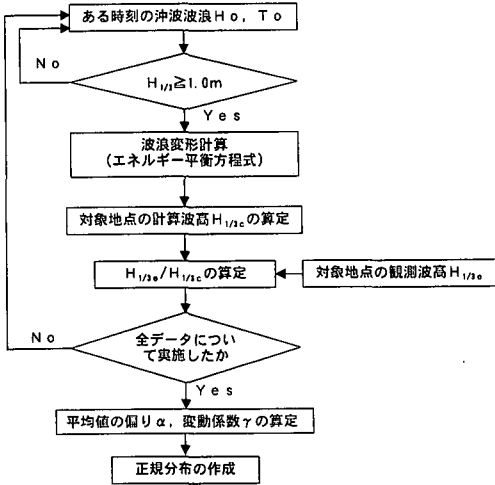 ある時刻の沖波波浪Ho, To
No
H1/3≧1.0m
Yes
波浪変形計算
(エネルギー平衡方程式)
対象地点の計算波高H1/3cの算定
H1/3o/H1/3cの算定
対象地点の観測波高H1/3o
No
全データについ
て実施したか
Yes
平均値の偏りα, 変動係数γの算定
正規分布の作成